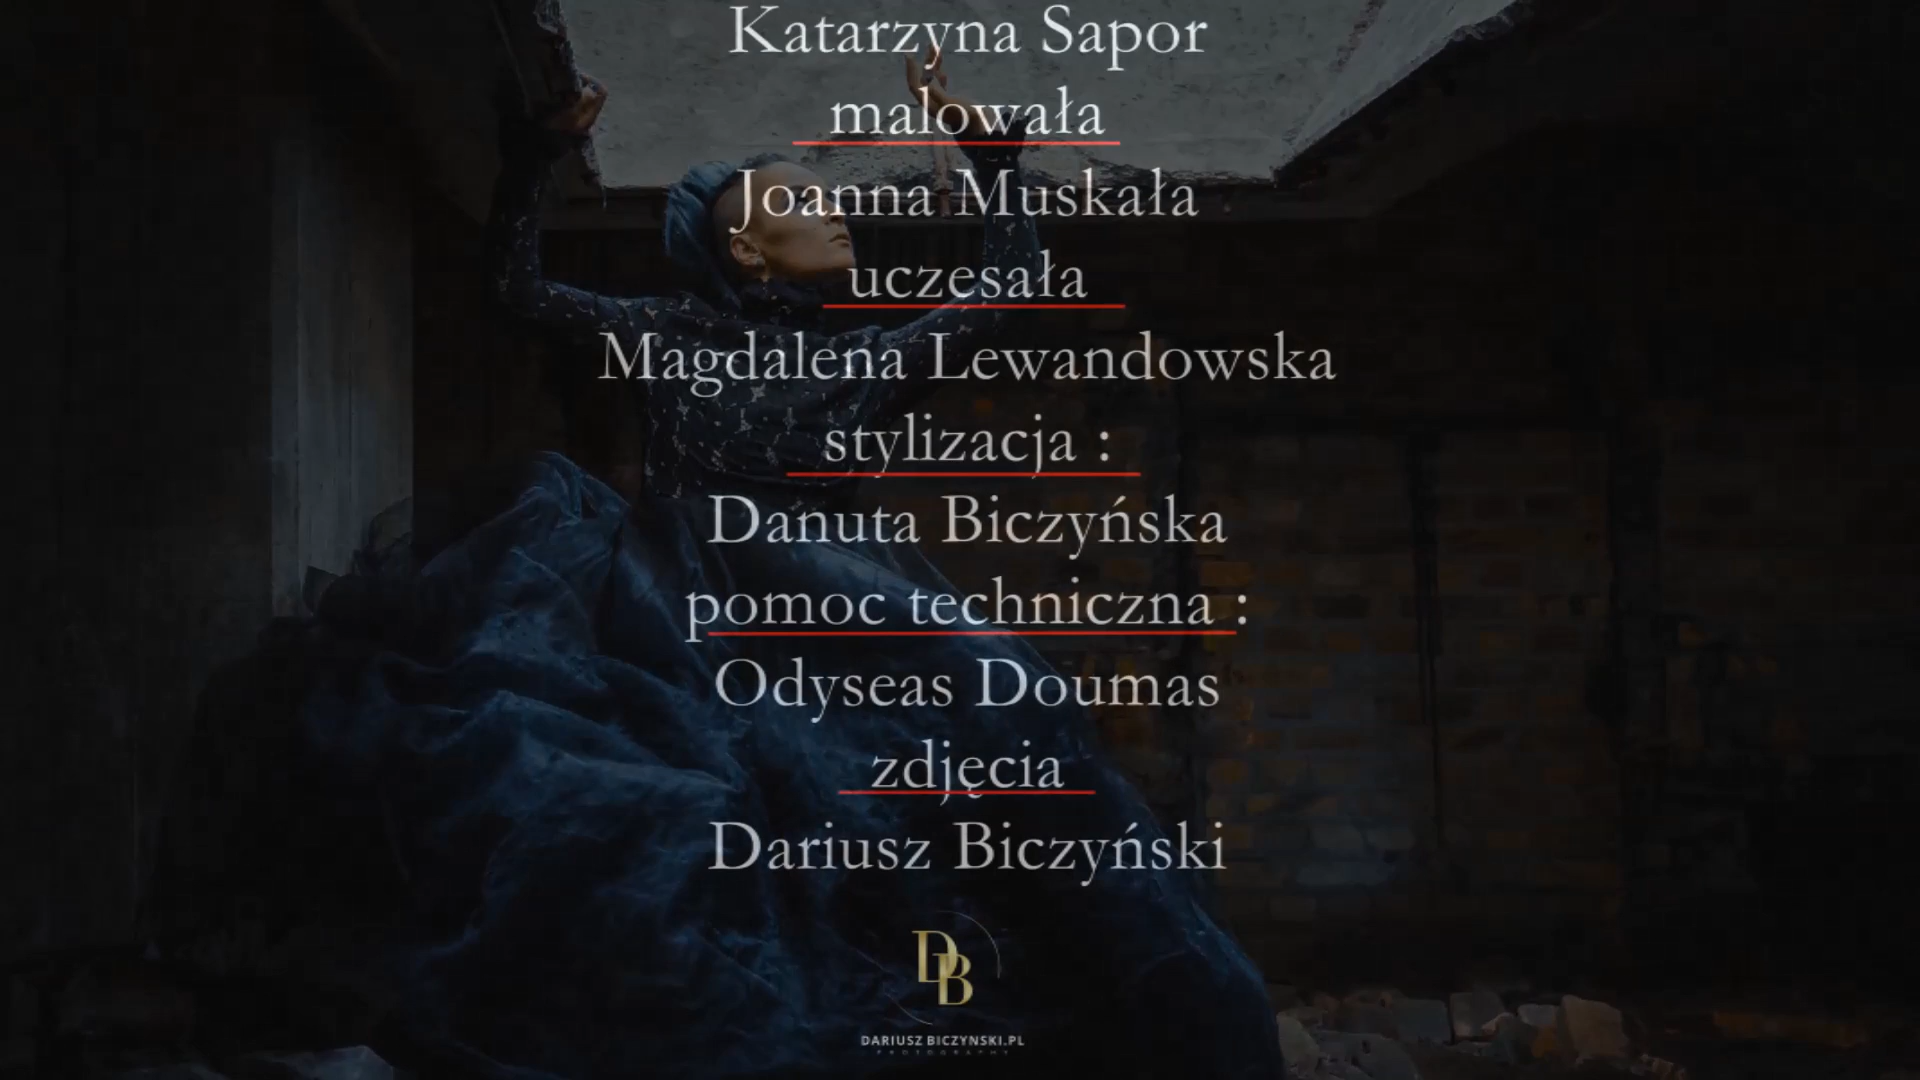 Katarzyna Sapor
malowała
Joanna Muskała
uczesała
Magdalena Lewandowska
stylizacja :
Danuta Biczyńska
pomoc techniczna :
Odyseas Doumas
zdjęcia
Dariusz Biczyński
DB
DARIUSZ BICZYNSKI.PL
PHOTOGRAPHY